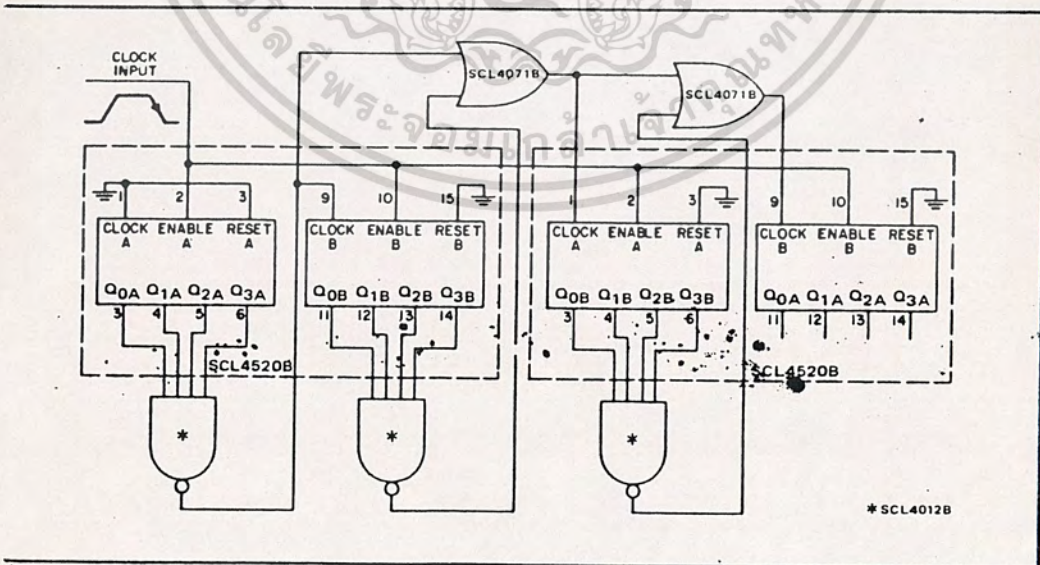 CLOCK
INPUT
SCL4071B
SCL4071B
1 2 3
CLOCK ENABLE RESET
A A A
Q0A Q1A Q2A Q3A
3 4 5 6
9 10 15
CLOCK ENABLE RESET
B B B
Q0B Q1B Q2B Q3B
11 12 13 14
SCL4520B
1 2 3
CLOCK ENABLE RESET
A A A
Q0B Q1B Q2B Q3B
3 4 5 6
9 10 15
CLOCK ENABLE RESET
B B B
Q0A Q1A Q2A Q3A
11 12 13 14
SCL4520B
*
*
*
* SCL4012B